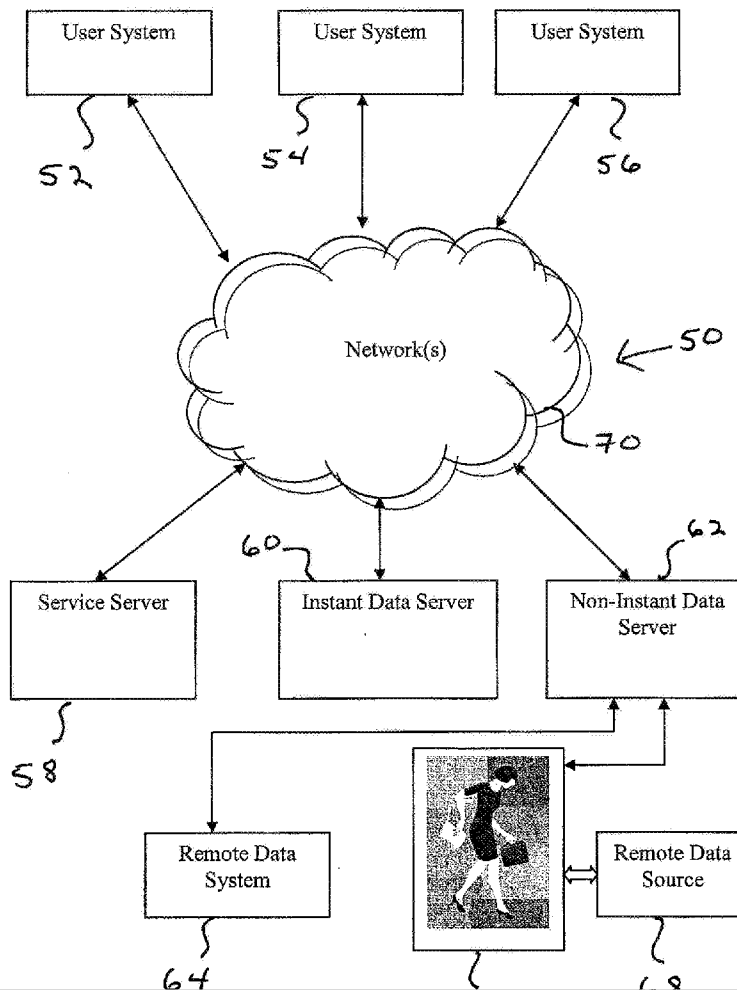 User System
User System
User System
52
54
56
Network(s)
50
70
60
62
Service Server
Instant Data Server
Non-Instant Data
Server
58
Remote Data
System
Remote Data
Source
64
68